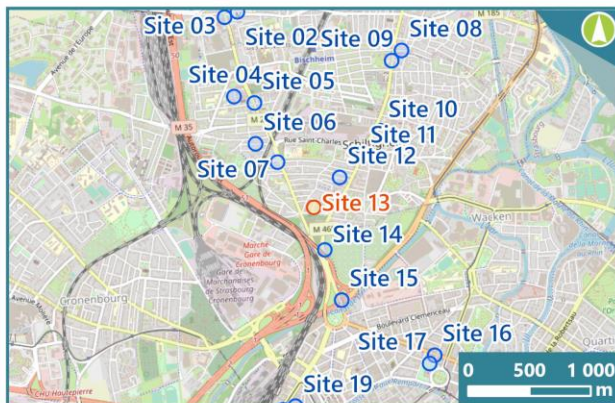 M 185
Site 03
Site 02
Site 09
Site 08
Avenue de l'Europe
Bischheim
Site 04
Site 05
Site 10
M 35
Site 06
Rue Saint-Charles
Site 11
Site 07
Site 12
Site 13
Wacken
M 46
Site 14
Marché
Gare de
Cronenbourg
Gare de
Marchandises
de Strasbourg
Cronenbourg
Cronenbourg
Site 15
Boulevard Clemenceau
Site 17
Site 16
Site 19
0 500 1 000
m